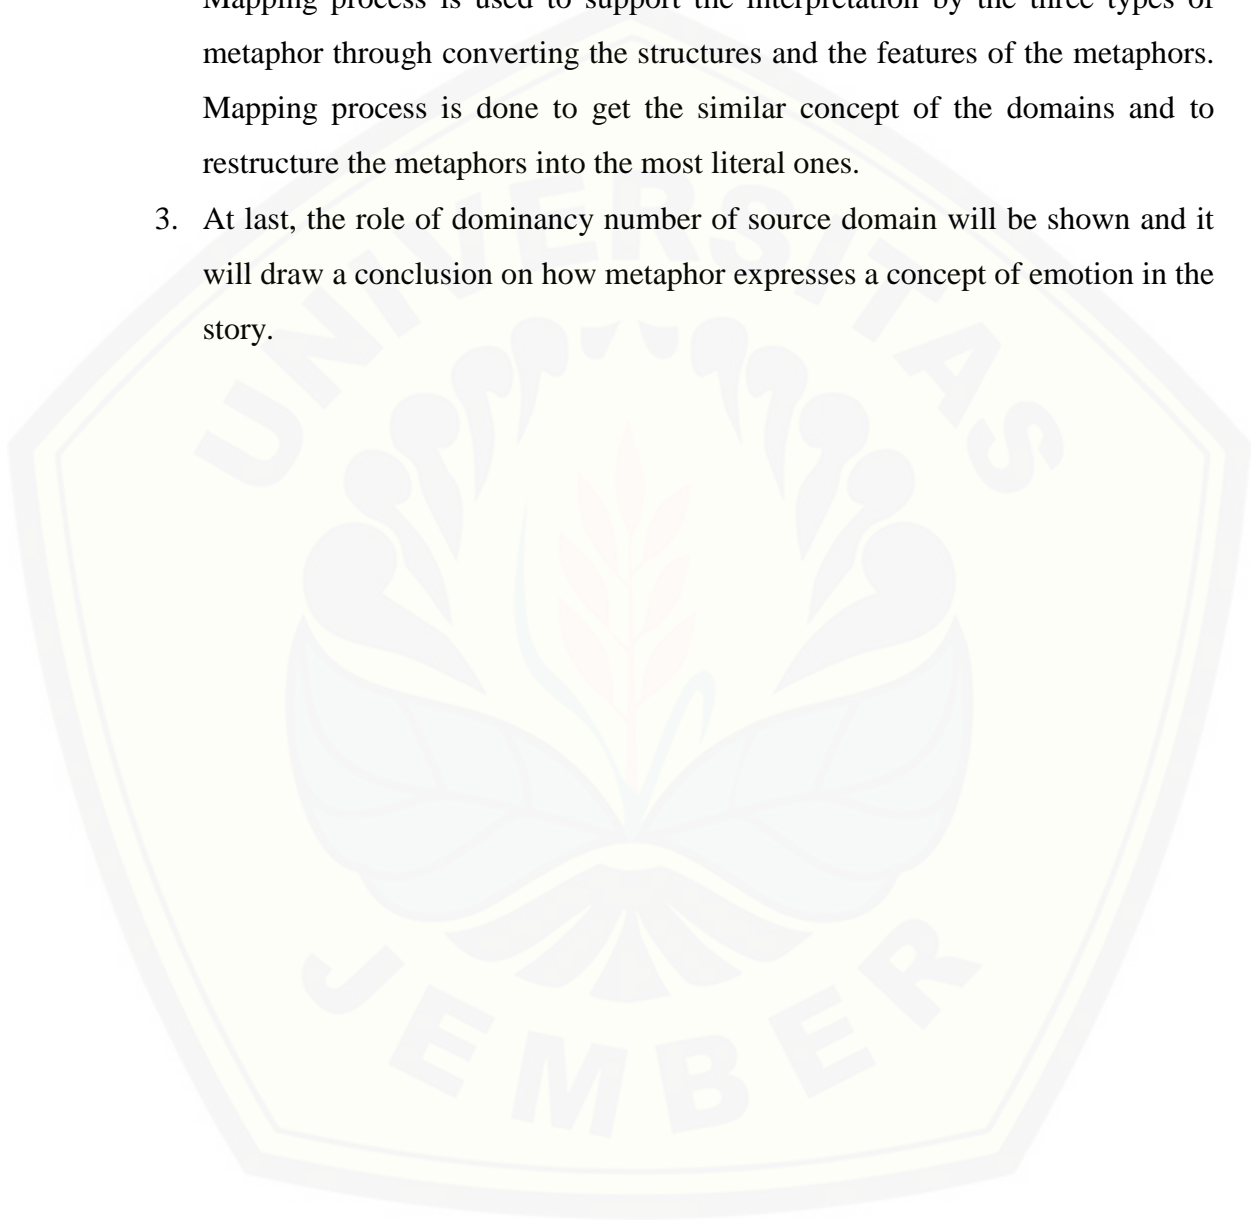 Mapping process is used to support the interpretation by the three types of
metaphor through converting the structures and the features of the metaphors.
Mapping process is done to get the similar concept of the domains and to
restructure the metaphors into the most literal ones.
3. At last, the role of dominancy number of source domain will be shown and it
will draw a conclusion on how metaphor expresses a concept of emotion in the
story.
UNIVERSITAS
JEMBER